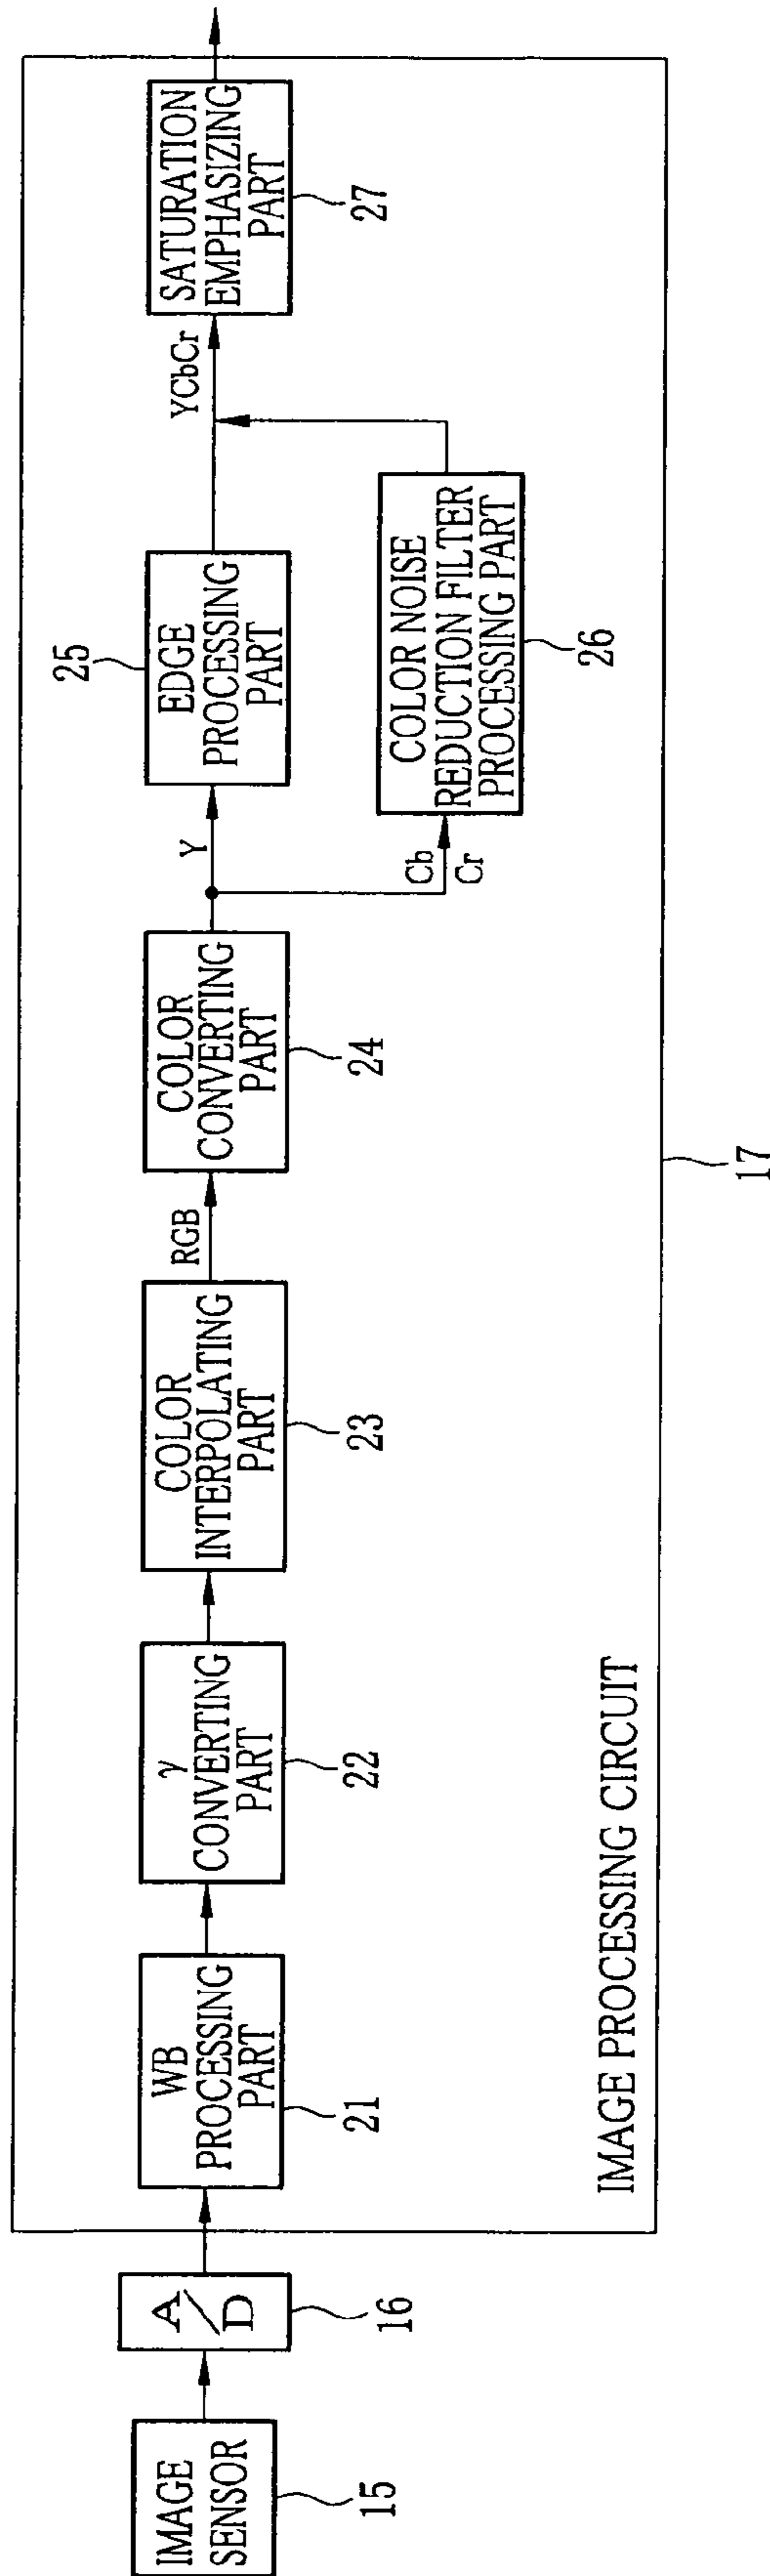 IMAGE
SENSOR
15
A/D
16
WB
PROCESSING
PART
21
γ
CONVERTING
PART
22
COLOR
INTERPOLATING
PART
23
RGB
COLOR
CONVERTING
PART
24
Y
Cb
Cr
25
EDGE
PROCESSING
PART
COLOR NOISE
REDUCTION FILTER
PROCESSING PART
26
YCbCr
SATURATION
EMPHASIZING
PART
27
IMAGE PROCESSING CIRCUIT
17